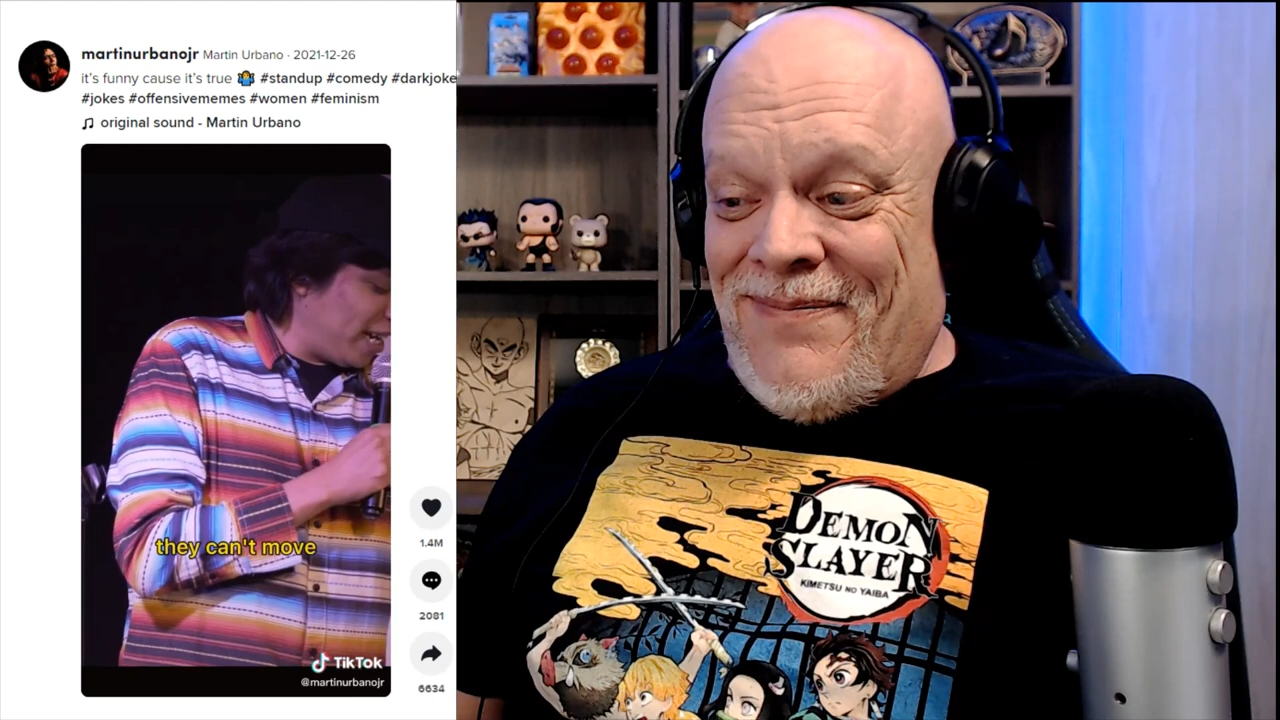 martinurbanojr Martin Urbano · 2021-12-26
it's funny cause it's true 🤷‍♂️ #standup #comedy #darkjoke
#jokes #offensivememes #women #feminism
original sound - Martin Urbano
they can't move
1.4M
2081
6634
TikTok
@martinurbanojr
DEMON
SLAYER
KIMETSU NO YAIBA